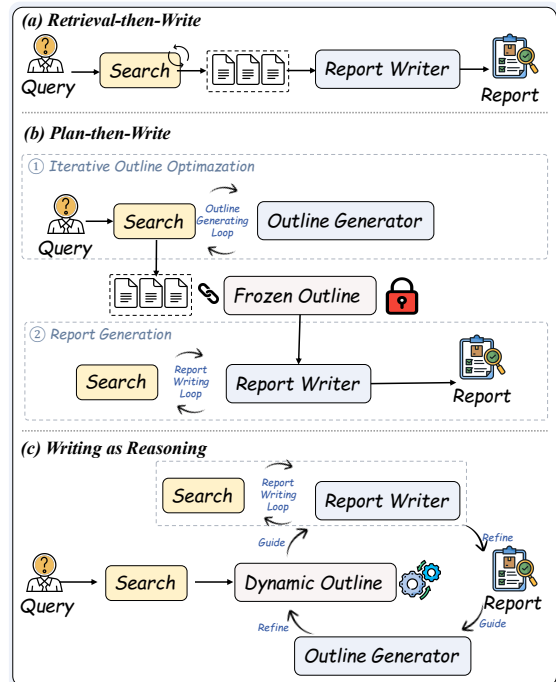 (a) Retrieval-then-Write
?
Query
Search
Report Writer
Report
(b) Plan-then-Write
① Iterative Outline Optimazation
?
Query
Search
Outline
Generating
Loop
Outline Generator
Frozen Outline
② Report Generation
Search
Report
Writing
Loop
Report Writer
Report
(c) Writing as Reasoning
Search
Report
Writing
Loop
Report Writer
Guide
Refine
?
Query
Search
Dynamic Outline
Report
Refine
Guide
Outline Generator